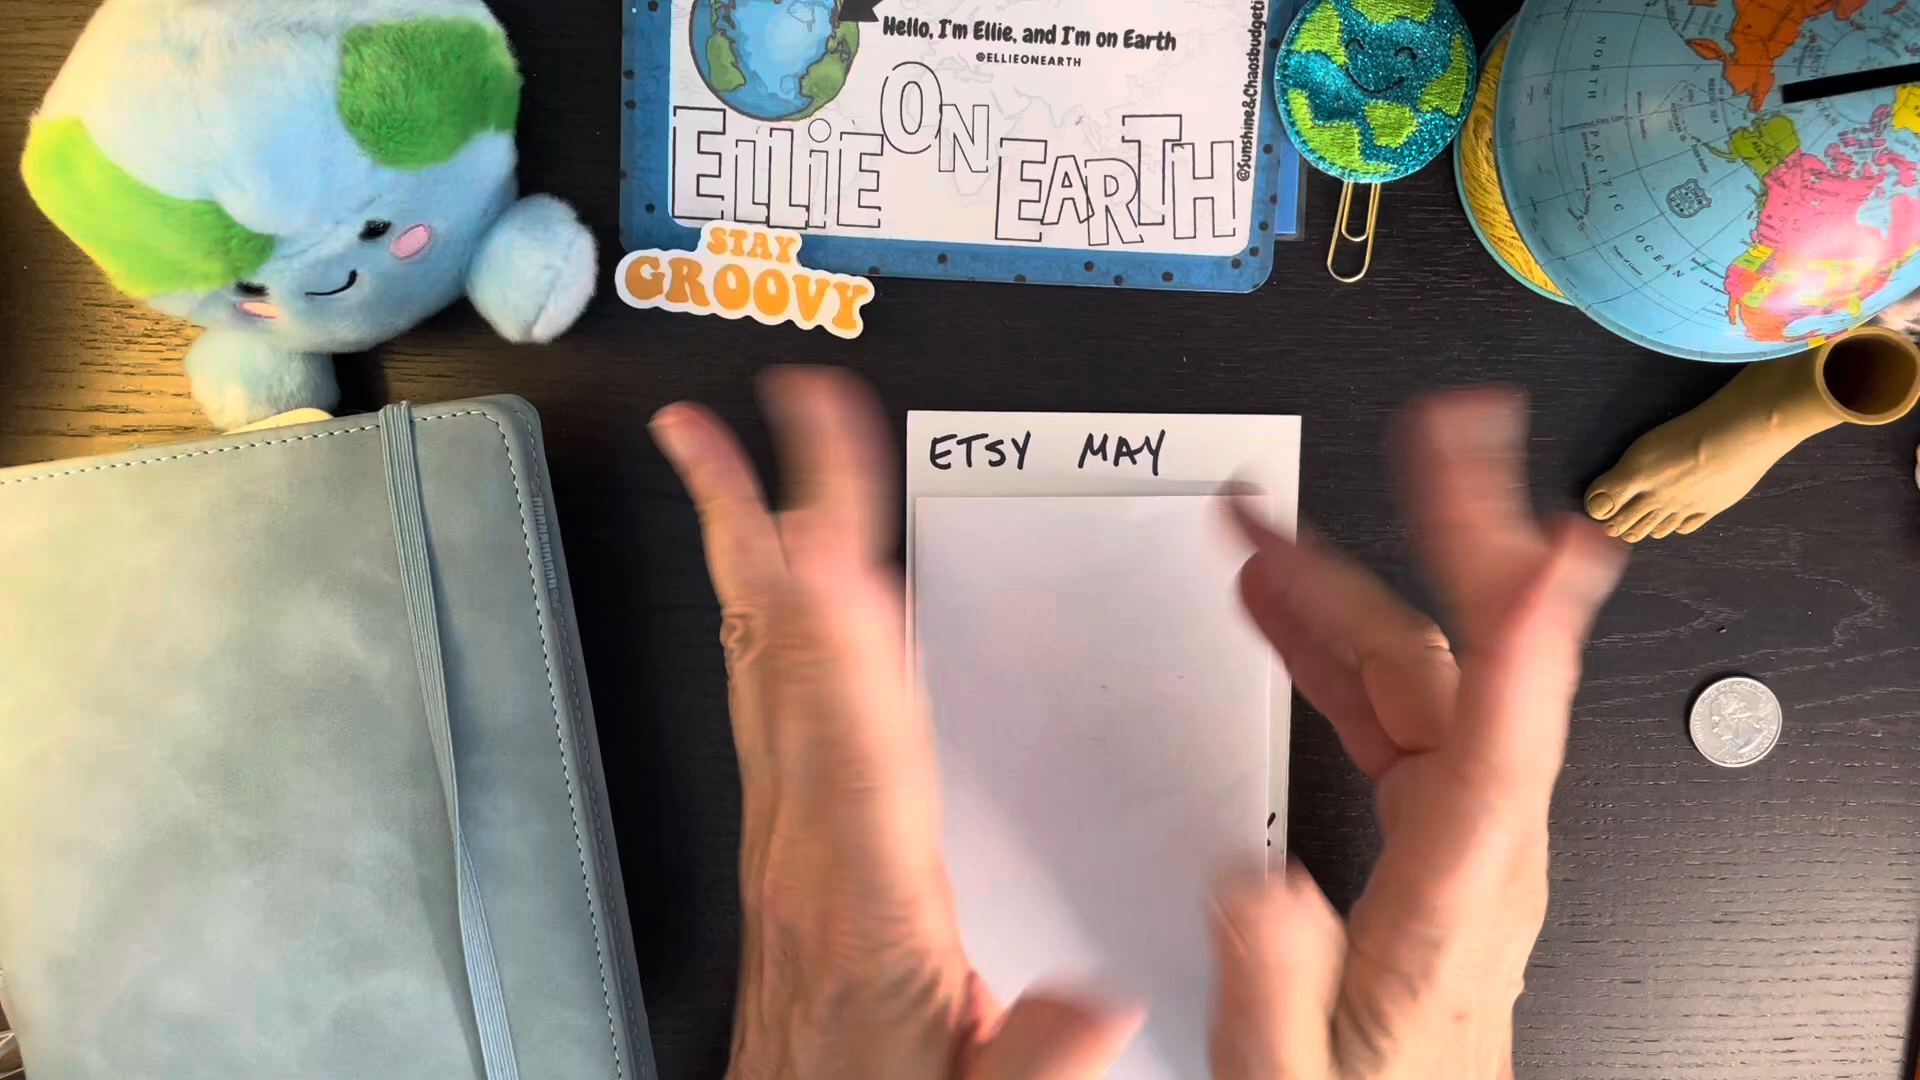 Hello, I'm Ellie, and I'm on Earth
@ELLIEONEARTH
ELLIE ON EARTH
@Sunshine&Chaosbudgeti
STAY
GROOVY
ETSY MAY
NORTH
PACIFIC
OCEAN